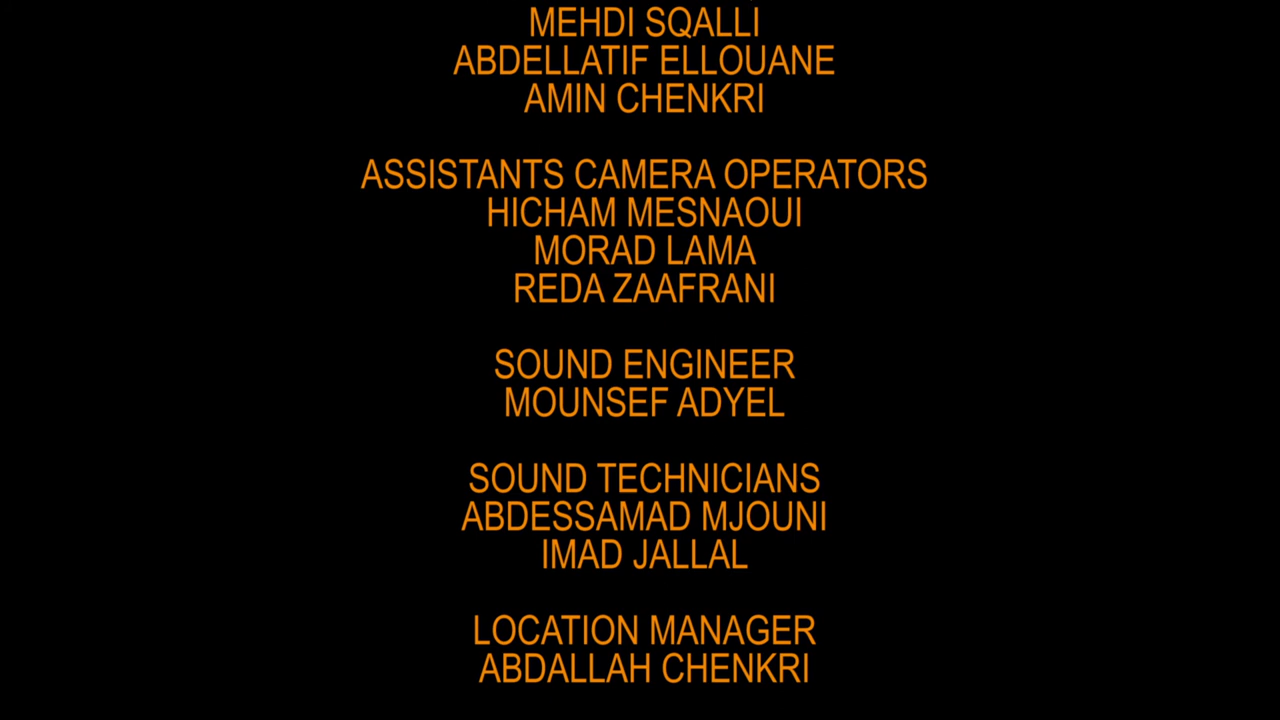 MEHDI SQALLI
ABDELLATIF ELLOUANE
AMIN CHENKRI
ASSISTANTS CAMERA OPERATORS
HICHAM MESNAOUI
MORAD LAMA
REDA ZAAFRANI
SOUND ENGINEER
MOUNSEF ADYEL
SOUND TECHNICIANS
ABDESSAMAD MJOUNI
IMAD JALLAL
LOCATION MANAGER
ABDALLAH CHENKRI